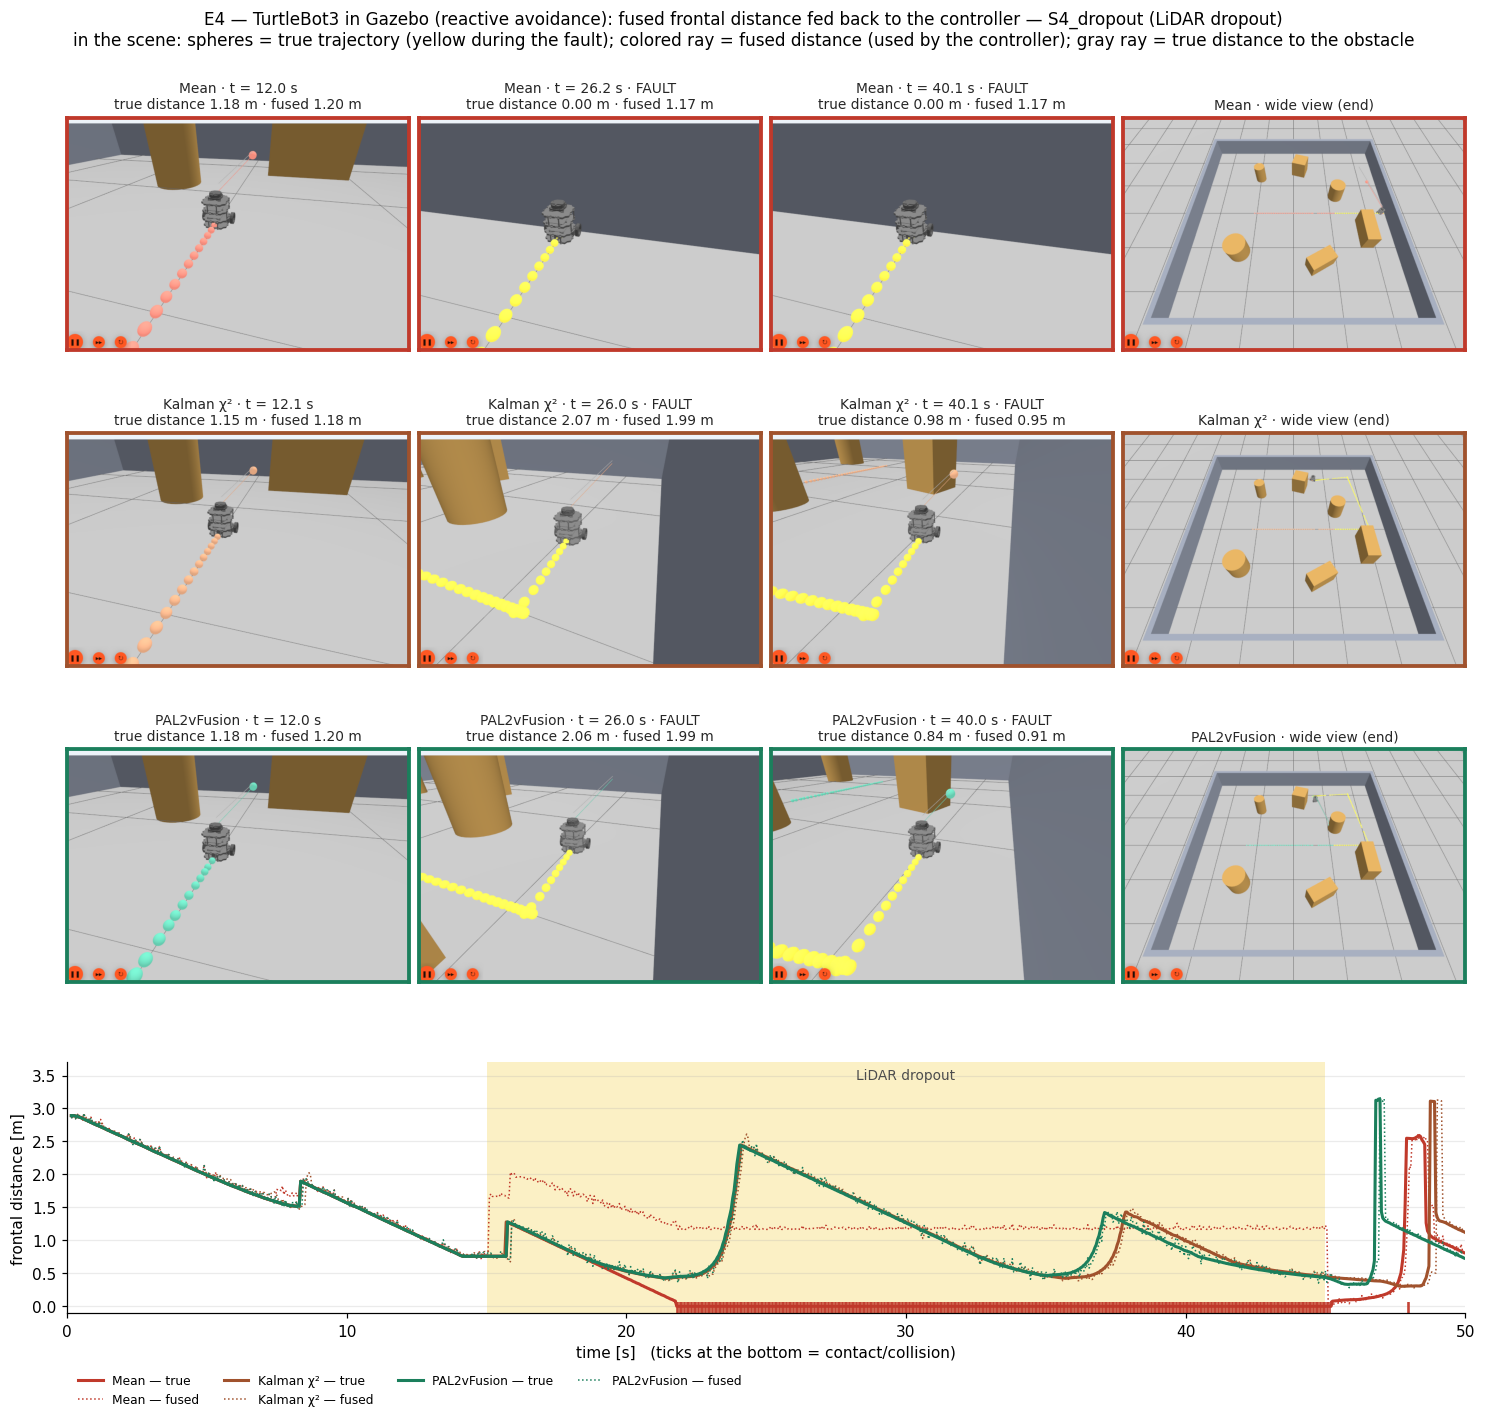 E4 — TurtleBot3 in Gazebo (reactive avoidance): fused frontal distance fed back to the controller — S4_dropout (LiDAR dropout)
in the scene: spheres = true trajectory (yellow during the fault); colored ray = fused distance (used by the controller); gray ray = true distance to the obstacle
Mean · t = 12.0 s
true distance 1.18 m · fused 1.20 m
Mean · t = 26.2 s · FAULT
true distance 0.00 m · fused 1.17 m
Mean · t = 40.1 s · FAULT
true distance 0.00 m · fused 1.17 m
Mean · wide view (end)
Kalman χ² · t = 12.1 s
true distance 1.15 m · fused 1.18 m
Kalman χ² · t = 26.0 s · FAULT
true distance 2.07 m · fused 1.99 m
Kalman χ² · t = 40.1 s · FAULT
true distance 0.98 m · fused 0.95 m
Kalman χ² · wide view (end)
PAL2vFusion · t = 12.0 s
true distance 1.18 m · fused 1.20 m
PAL2vFusion · t = 26.0 s · FAULT
true distance 2.06 m · fused 1.99 m
PAL2vFusion · t = 40.0 s · FAULT
true distance 0.84 m · fused 0.91 m
PAL2vFusion · wide view (end)
LiDAR dropout
frontal distance [m]
3.5
3.0
2.5
2.0
1.5
1.0
0.5
0.0
0 10 20 30 40 50
time [s]   (ticks at the bottom = contact/collision)
Mean — true
Mean — fused
Kalman χ² — true
Kalman χ² — fused
PAL2vFusion — true
PAL2vFusion — fused